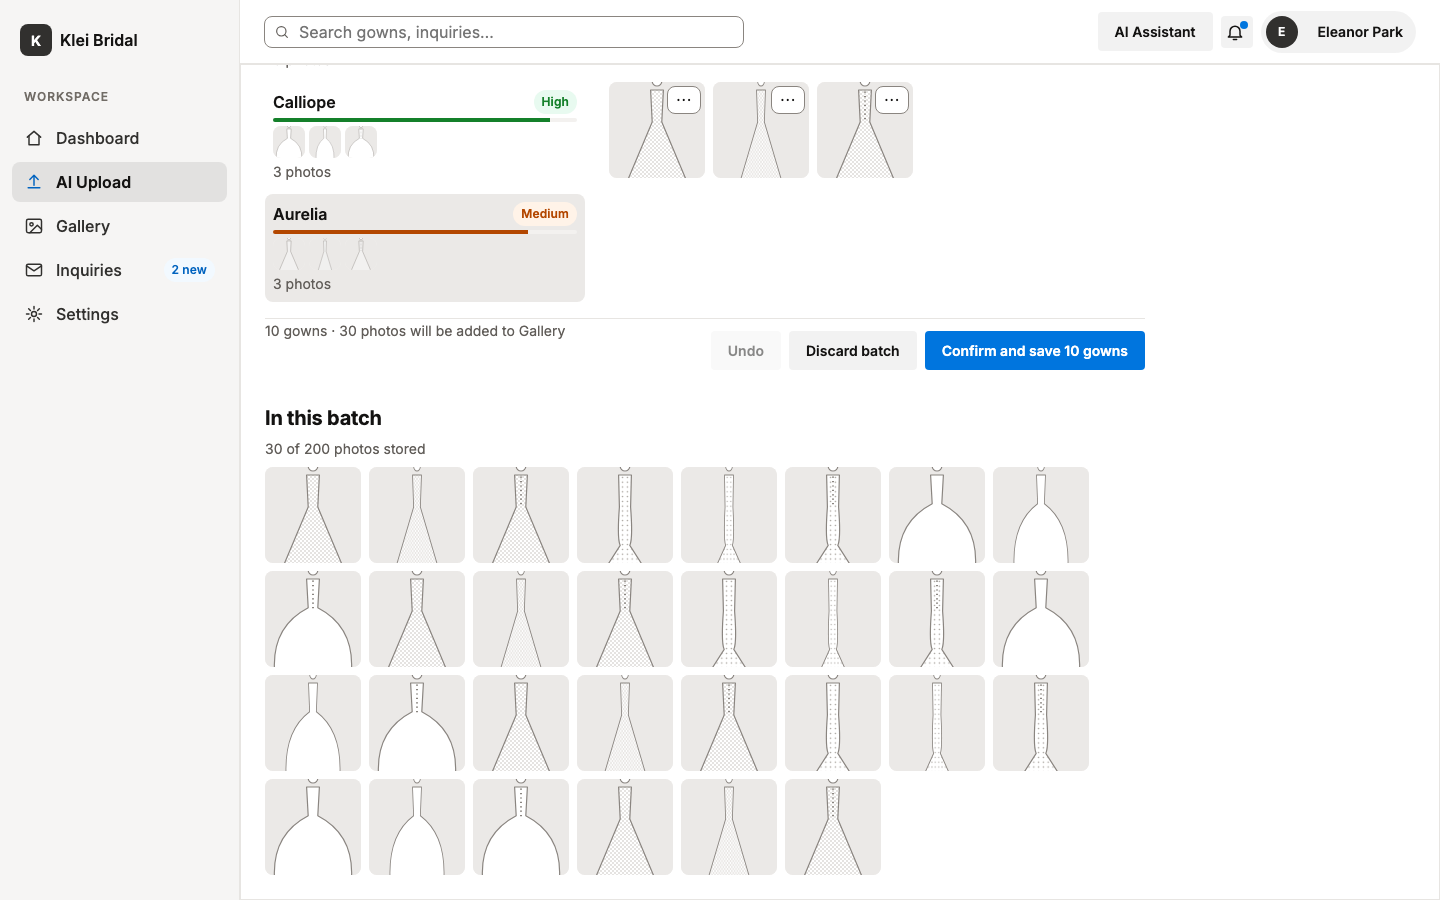 K
Klei Bridal
WORKSPACE
Dashboard
AI Upload
Gallery
Inquiries
2 new
Settings
Search gowns, inquiries...
AI Assistant
E
Eleanor Park
Calliope
High
3 photos
Aurelia
Medium
3 photos
10 gowns · 30 photos will be added to Gallery
Undo
Discard batch
Confirm and save 10 gowns
In this batch
30 of 200 photos stored